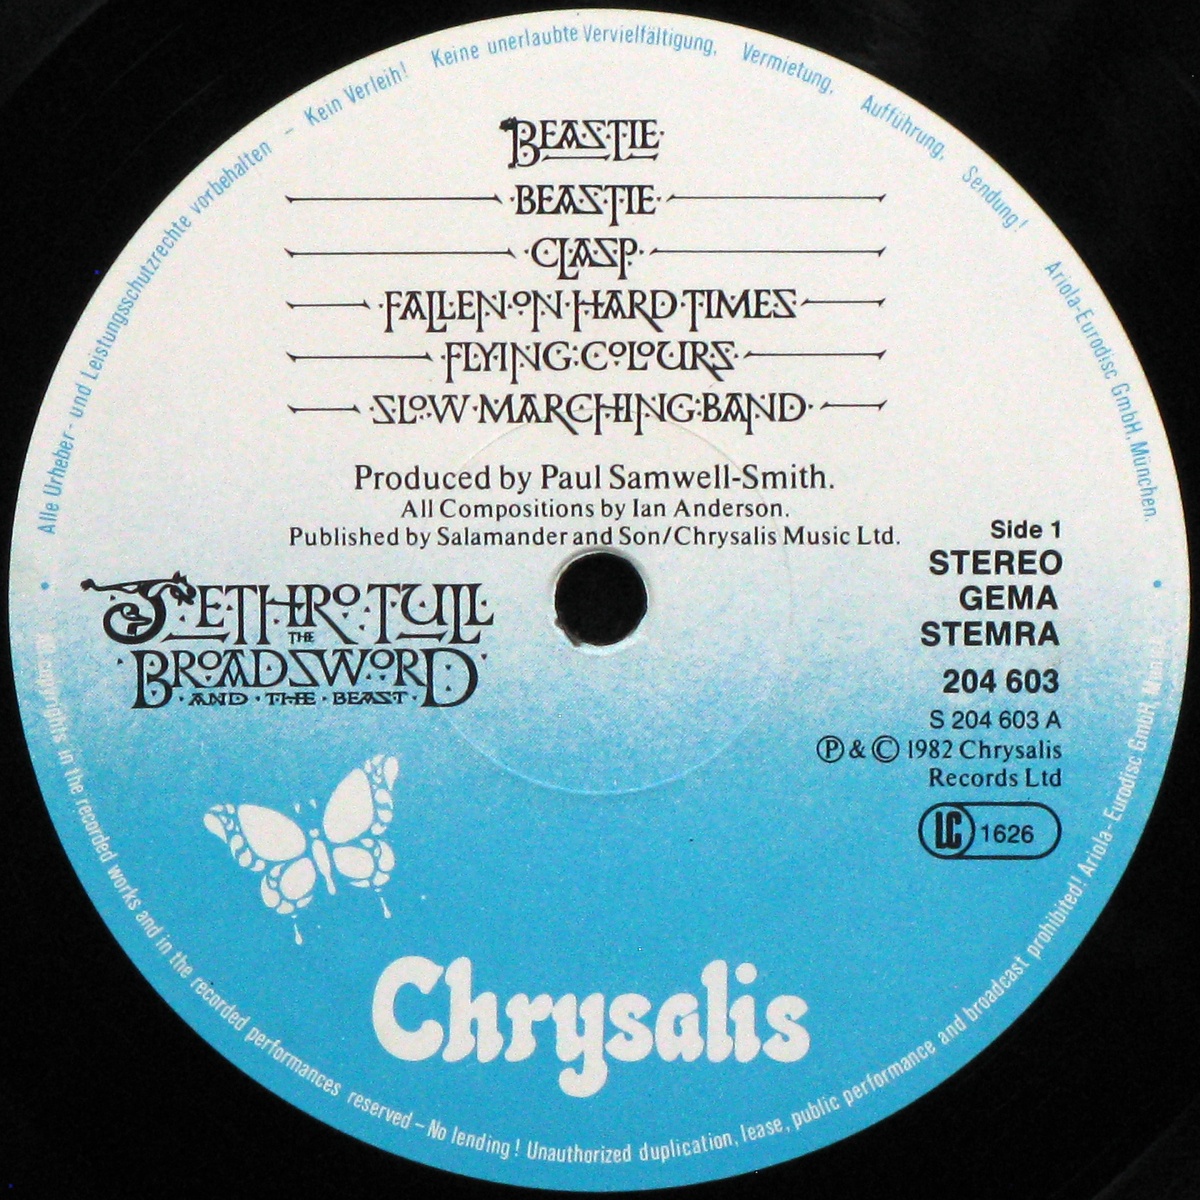 Alle Urheber- und Leistungsschutzrechte vorbehalten – Kein Verleih! Keine unerlaubte Vervielfältigung, Vermietung, Aufführung, Sendung! Ariola-Eurodisc GmbH, München.
BEASTIE
BEASTIE
CLASP
FALLEN ON HARD TIMES
FLYING COLOURS
SLOW MARCHING BAND
Produced by Paul Samwell-Smith.
All Compositions by Ian Anderson.
Published by Salamander and Son/Chrysalis Music Ltd.
Side 1
STEREO
GEMA
STEMRA
204 603
S 204 603 A
Ⓟ & © 1982 Chrysalis
Records Ltd
LC 1626
JETHRO TULL
THE
BROADSWORD
AND · THE · BEAST
Chrysalis
All copyrights in the recorded works and in the recorded performances reserved – No lending! Unauthorized duplication, lease, public performance and broadcast prohibited! Ariola-Eurodisc GmbH, Munich